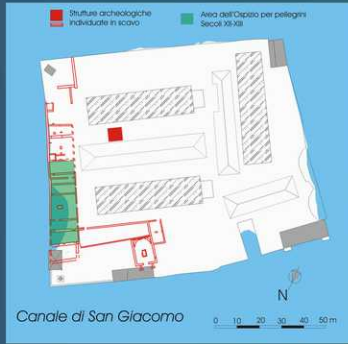 Strutture archeologiche
individuate in scavo
Area dell'Ospizio per pellegrini
Secoli XII-XIII
N
Canale di San Giacomo
0 10 20 30 40 50 m